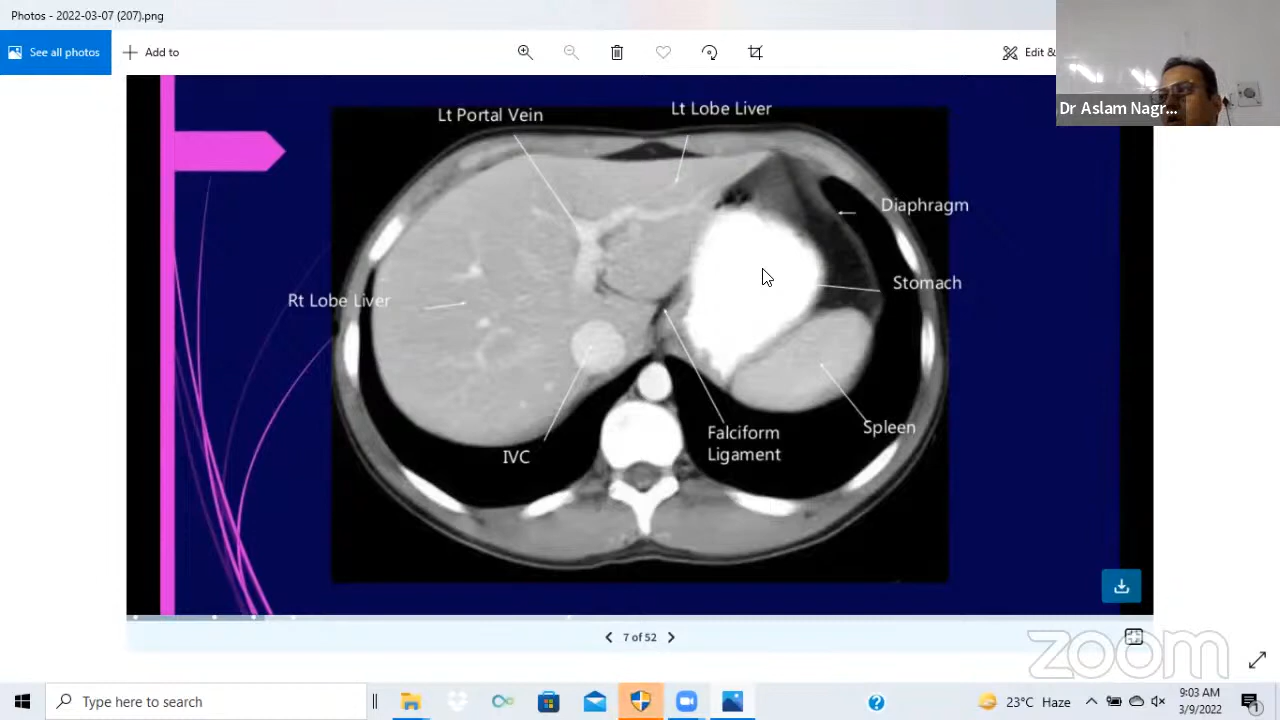 Photos - 2022-03-07 (207).png
See all photos
Add to
Edit &
Dr Aslam Nagr...
Lt Portal Vein
Lt Lobe Liver
Diaphragm
Stomach
Rt Lobe Liver
Spleen
Falciform
Ligament
IVC
7 of 52
zoom
Type here to search
23°C Haze
9:03 AM
3/9/2022
1